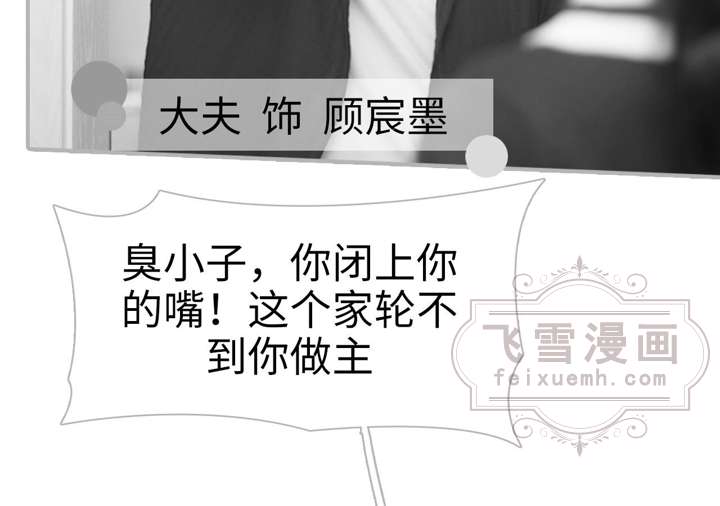 大夫 饰 顾宸墨
臭小子，你闭上你
的嘴！这个家轮不
到你做主
飞雪漫画
feixuemh.com